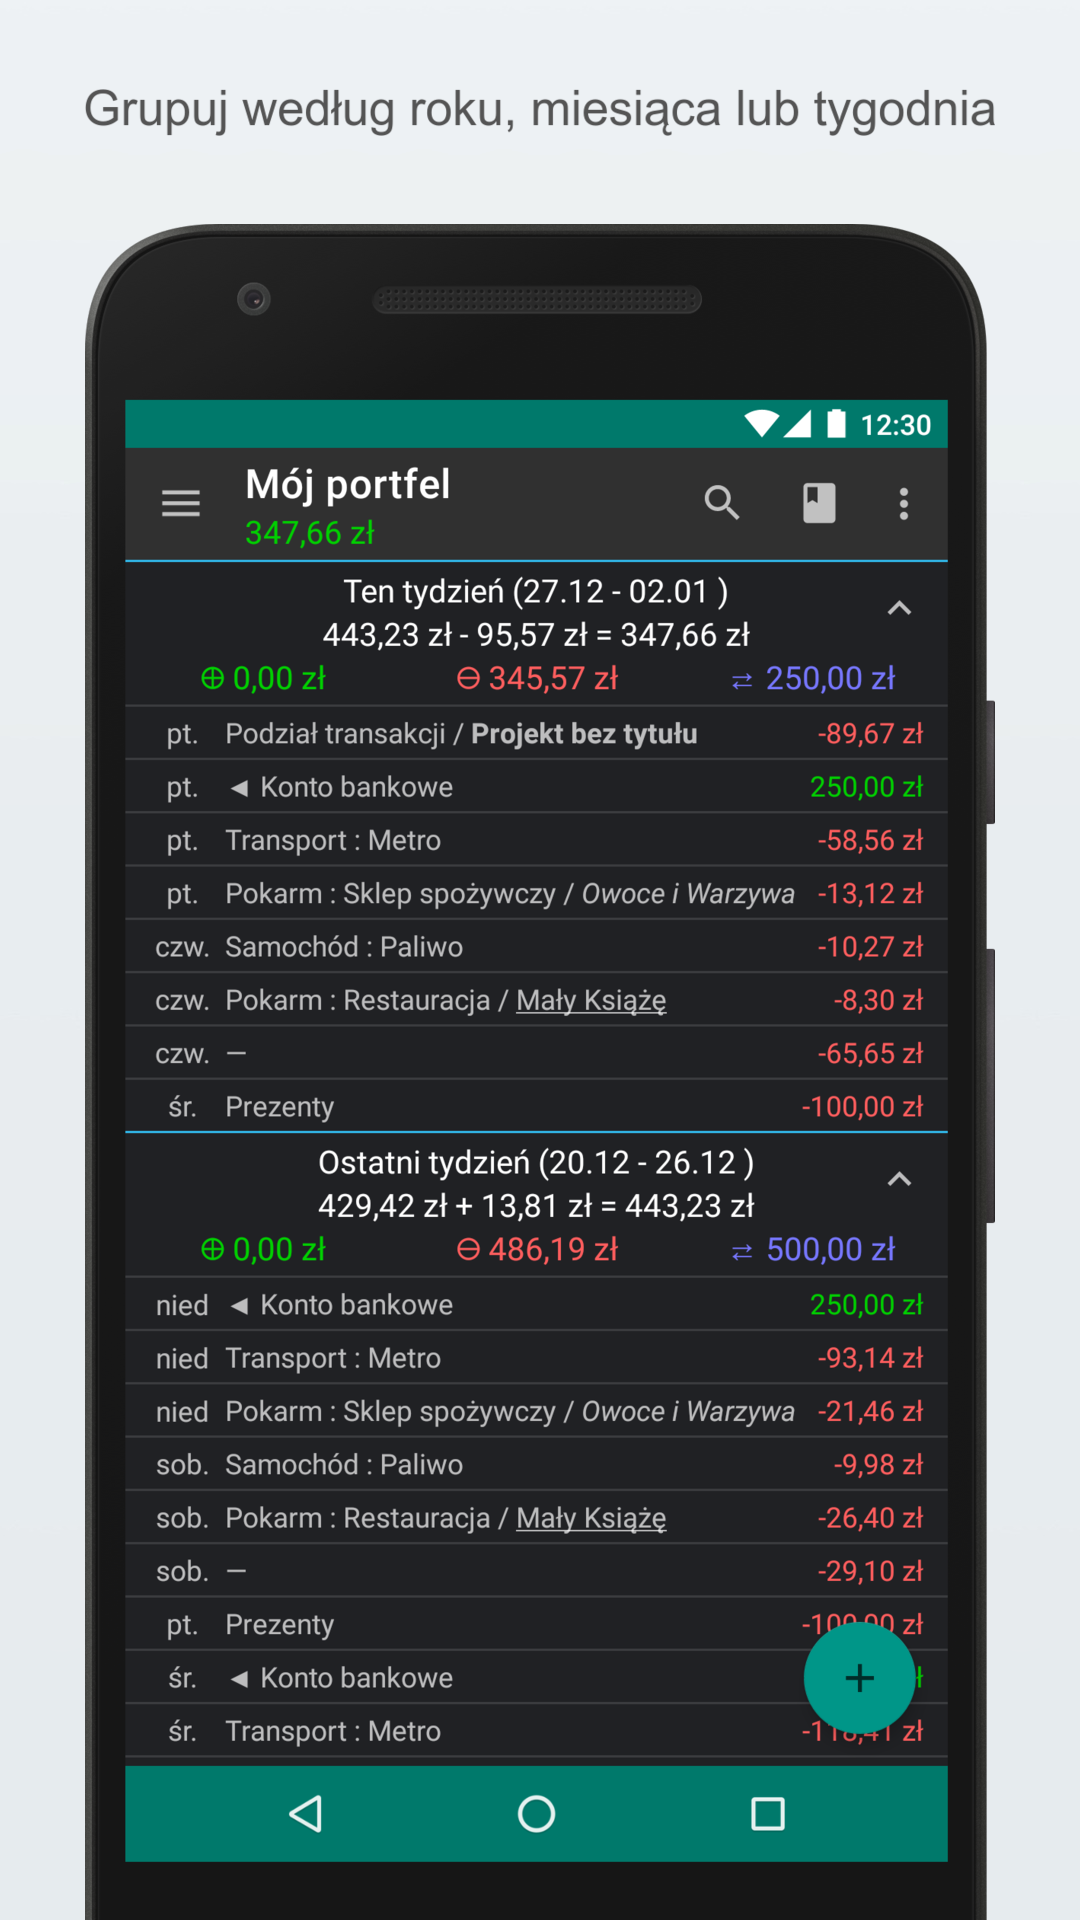 Grupuj według roku, miesiąca lub tygodnia
12:30
Mój portfel
347,66 zł
Ten tydzień (27.12 - 02.01 )
443,23 zł - 95,57 zł = 347,66 zł
⊕ 0,00 zł ⊖ 345,57 zł ⇄ 250,00 zł
pt. Podział transakcji / Projekt bez tytułu -89,67 zł
pt. ◄ Konto bankowe 250,00 zł
pt. Transport : Metro -58,56 zł
pt. Pokarm : Sklep spożywczy / Owoce i Warzywa -13,12 zł
czw. Samochód : Paliwo -10,27 zł
czw. Pokarm : Restauracja / Mały Książę -8,30 zł
czw. — -65,65 zł
śr. Prezenty -100,00 zł
Ostatni tydzień (20.12 - 26.12 )
429,42 zł + 13,81 zł = 443,23 zł
⊕ 0,00 zł ⊖ 486,19 zł ⇄ 500,00 zł
nied ◄ Konto bankowe 250,00 zł
nied Transport : Metro -93,14 zł
nied Pokarm : Sklep spożywczy / Owoce i Warzywa -21,46 zł
sob. Samochód : Paliwo -9,98 zł
sob. Pokarm : Restauracja / Mały Książę -26,40 zł
sob. — -29,10 zł
pt. Prezenty -100,00 zł
śr. ◄ Konto bankowe
śr. Transport : Metro zł